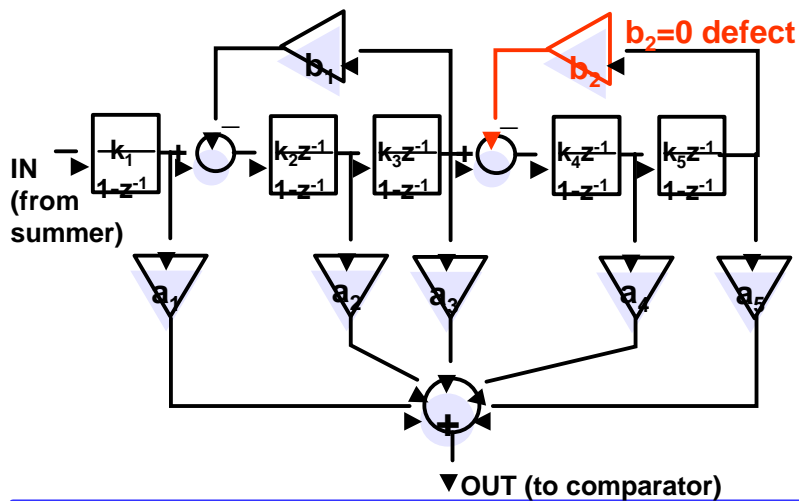 b₂=0 defect
b₁
b₂
–
–
k₁
1-z⁻¹
+
k₂z⁻¹
1-z⁻¹
k₃z⁻¹
1-z⁻¹
+
k₄z⁻¹
1-z⁻¹
k₅z⁻¹
1-z⁻¹
IN
(from
summer)
a₁
a₂
a₃
a₄
a₅
+
OUT (to comparator)